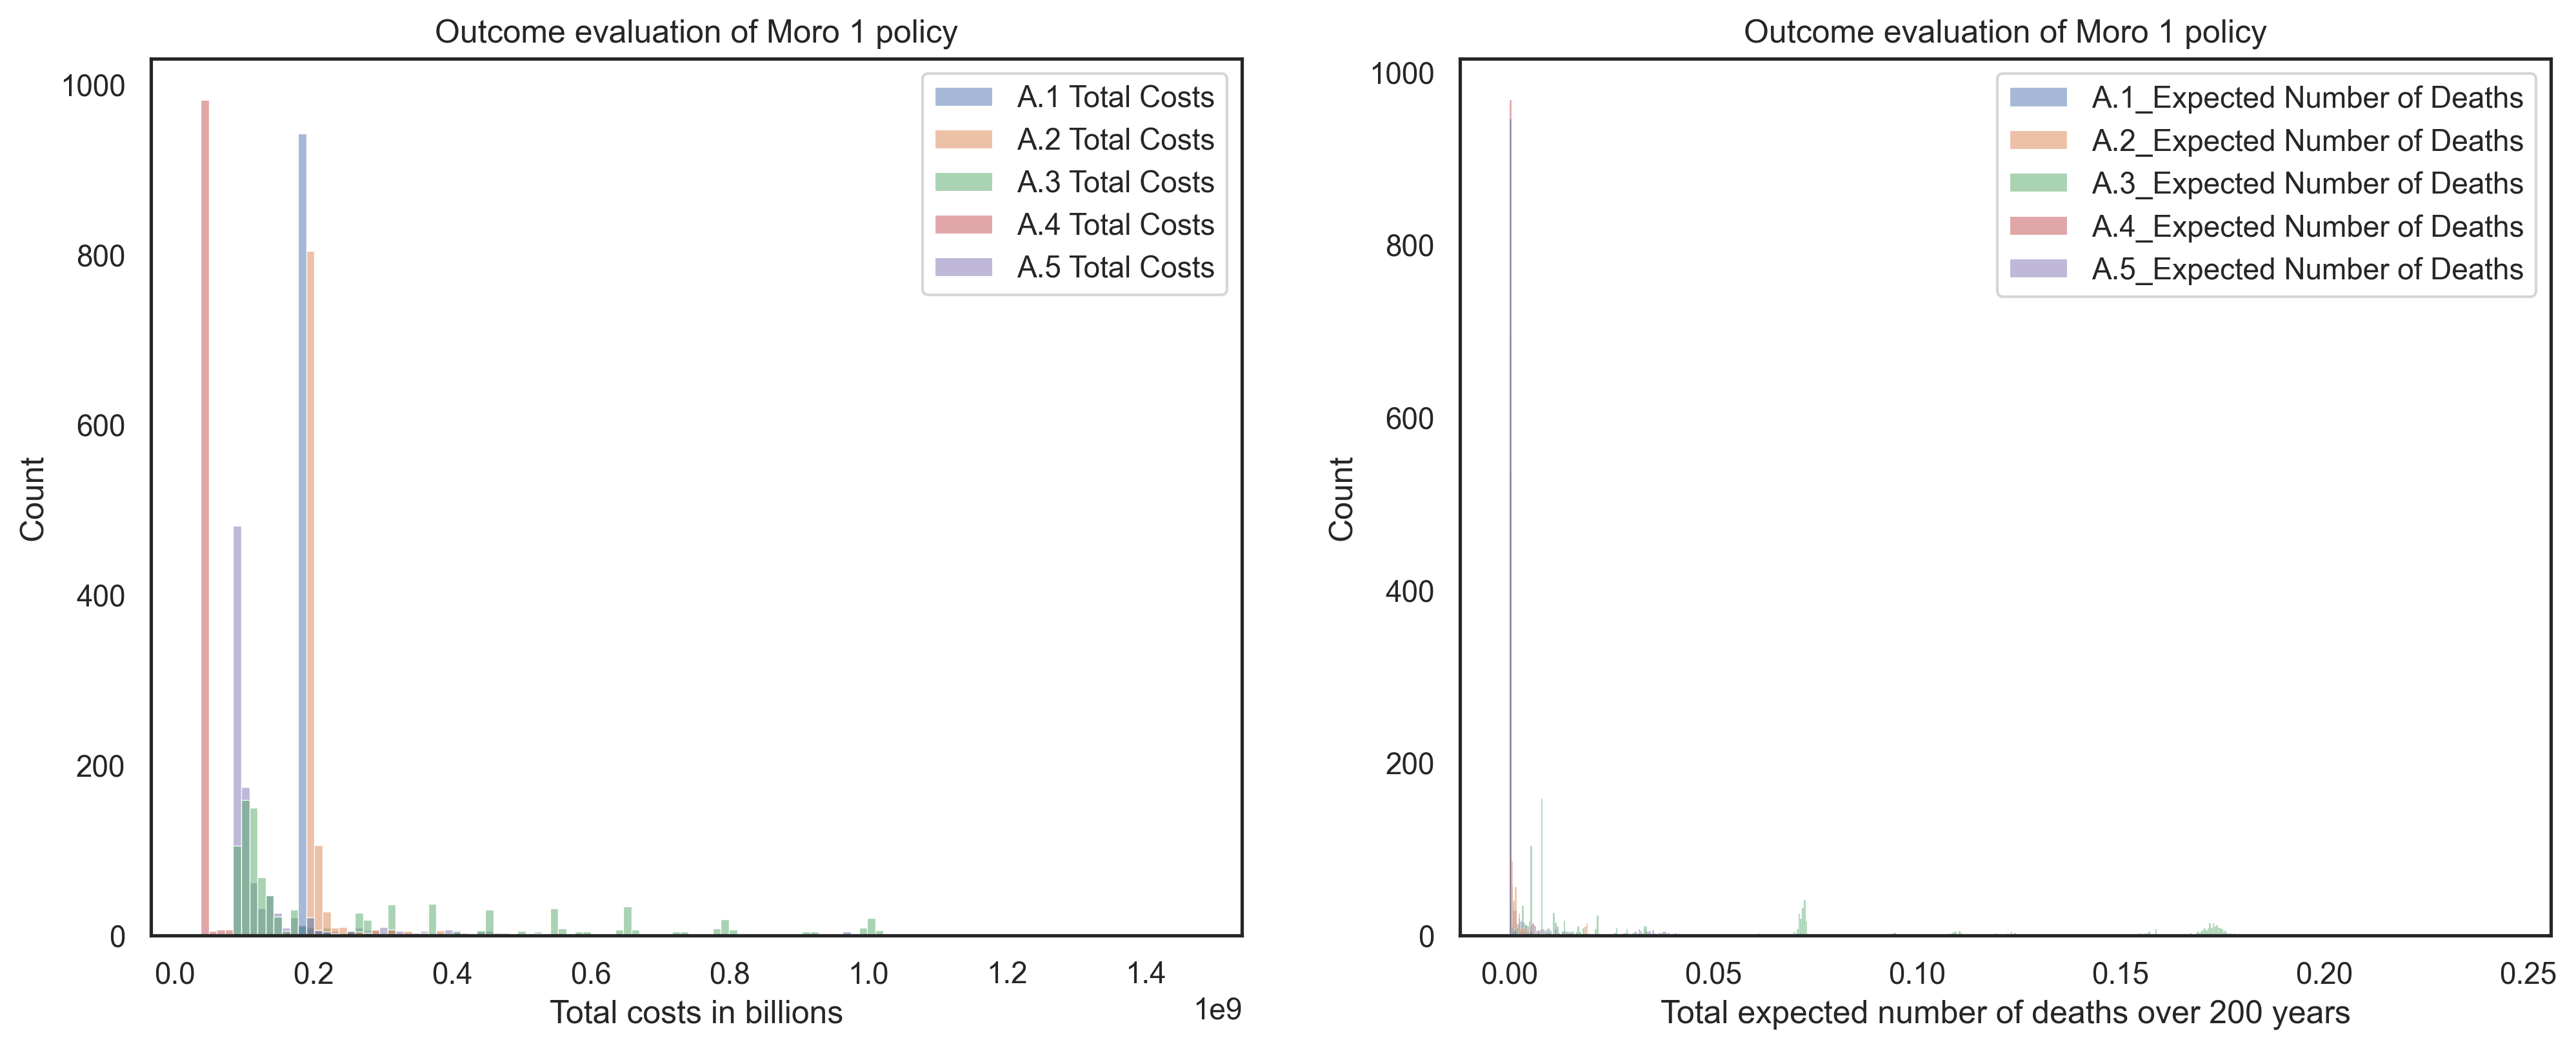 Outcome evaluation of Moro 1 policy
1000
800
600
400
200
0
Count
A.1 Total Costs
A.2 Total Costs
A.3 Total Costs
A.4 Total Costs
A.5 Total Costs
0.0 0.2 0.4 0.6 0.8 1.0 1.2 1.4
1e9
Total costs in billions
Outcome evaluation of Moro 1 policy
1000
800
600
400
200
0
Count
A.1_Expected Number of Deaths
A.2_Expected Number of Deaths
A.3_Expected Number of Deaths
A.4_Expected Number of Deaths
A.5_Expected Number of Deaths
0.00 0.05 0.10 0.15 0.20 0.25
Total expected number of deaths over 200 years